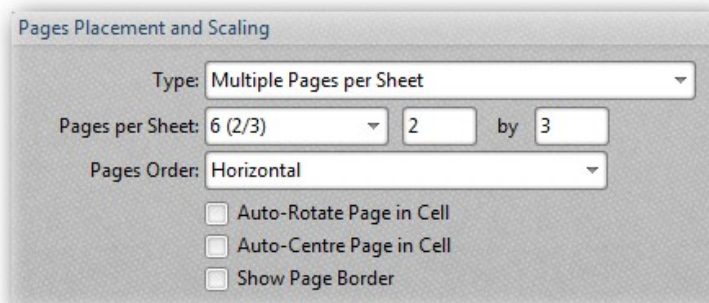 Pages Placement and Scaling
Type: Multiple Pages per Sheet
Pages per Sheet: 6 (2/3) 2 by 3
Pages Order: Horizontal
Auto-Rotate Page in Cell
Auto-Centre Page in Cell
Show Page Border